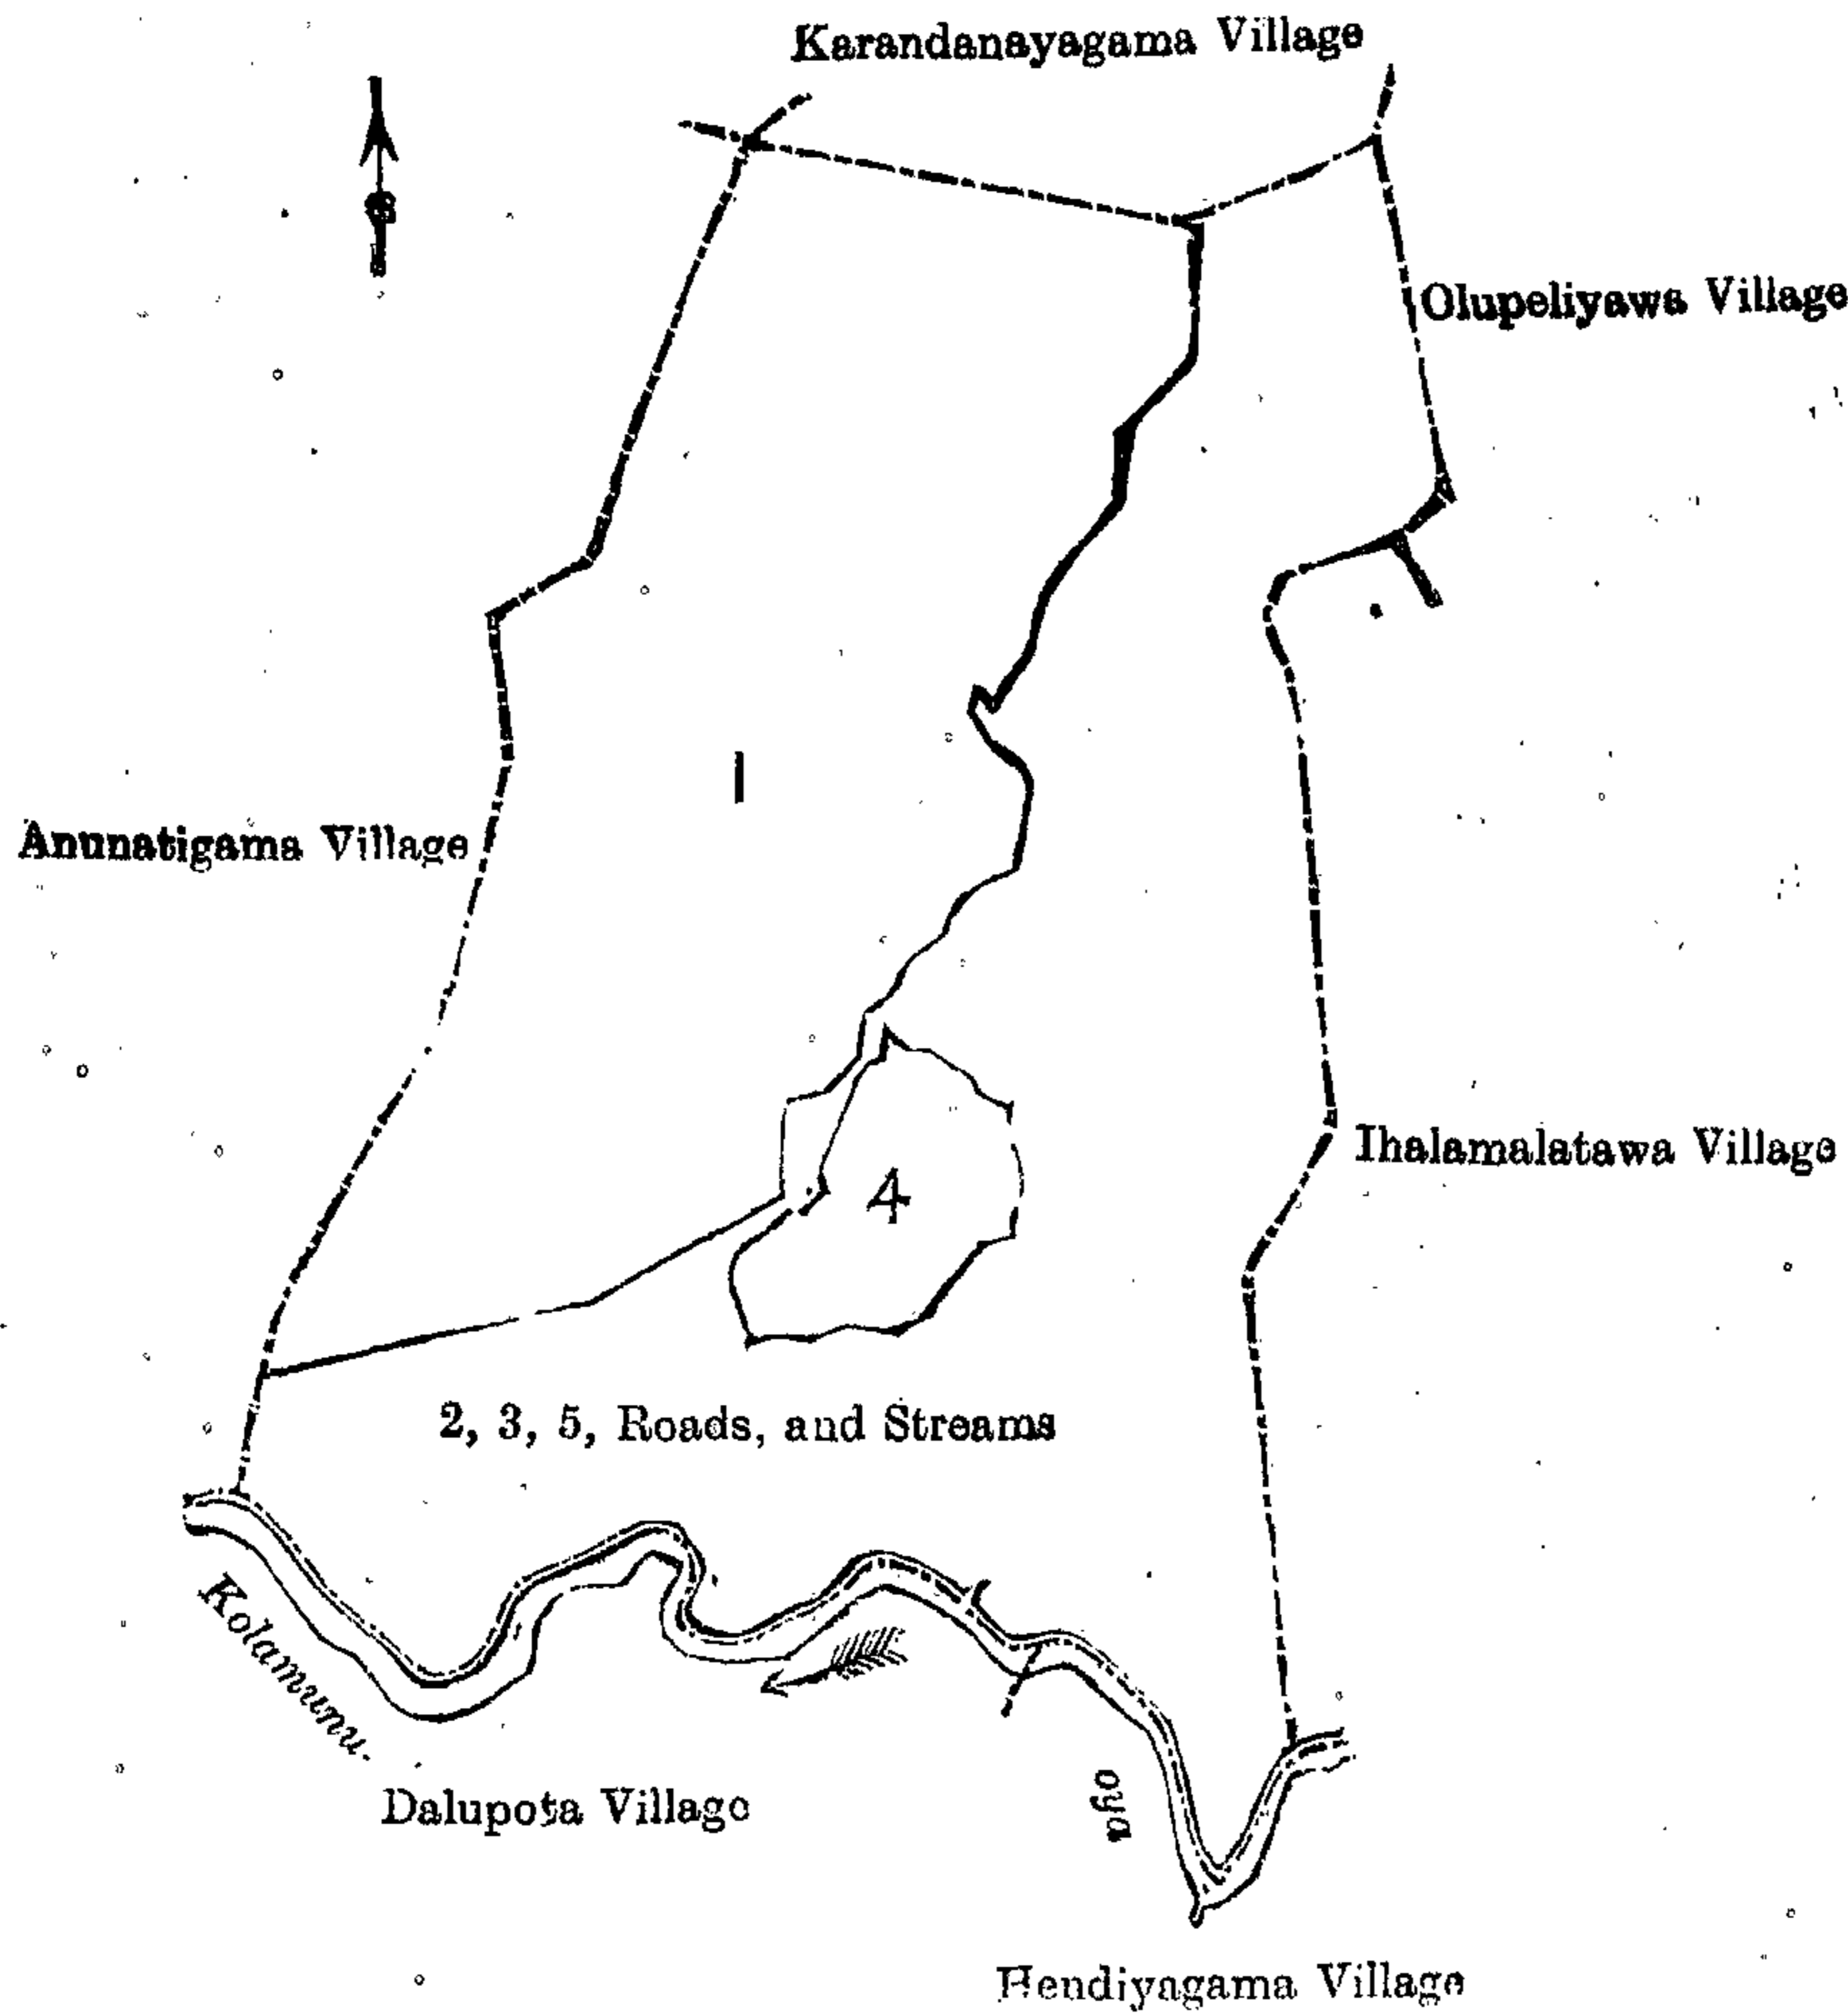 Karandanayagama Village
Olupeliyawa Village
1
Anunatigama Village
Ihalamalatawa Village
4
2, 3, 5, Roads, and Streams
Kolamunu
Oya
Dalupota Village
Hendiyagama Village